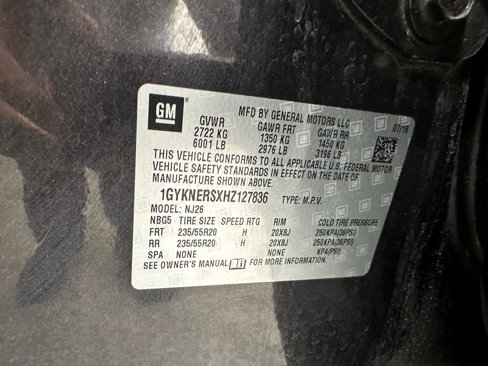 GM
MFD BY GENERAL MOTORS LLC
07/16
GVWR GAWR FRT GAWR RR
2722 KG 1350 KG 1450 KG
6001 LB 2976 LB 3196 LB
THIS VEHICLE CONFORMS TO ALL APPLICABLE U.S. FEDERAL MOTOR
VEHICLE SAFETY STANDARDS IN EFFECT ON THE DATE OF
MANUFACTURE SHOWN ABOVE.
1GYKNERSXHZ127836 TYPE: M.P.V.
MODEL: NJ26
NBG5 TIRE SIZE SPEED RTG RIM COLD TIRE PRESSURE
FRT 235/55R20 H 20X8J 250KPA(36PSI)
RR 235/55R20 H 20X8J 250KPA(36PSI)
SPA NONE NONE KPA(PSI)
SEE OWNER'S MANUAL FOR MORE INFORMATION.